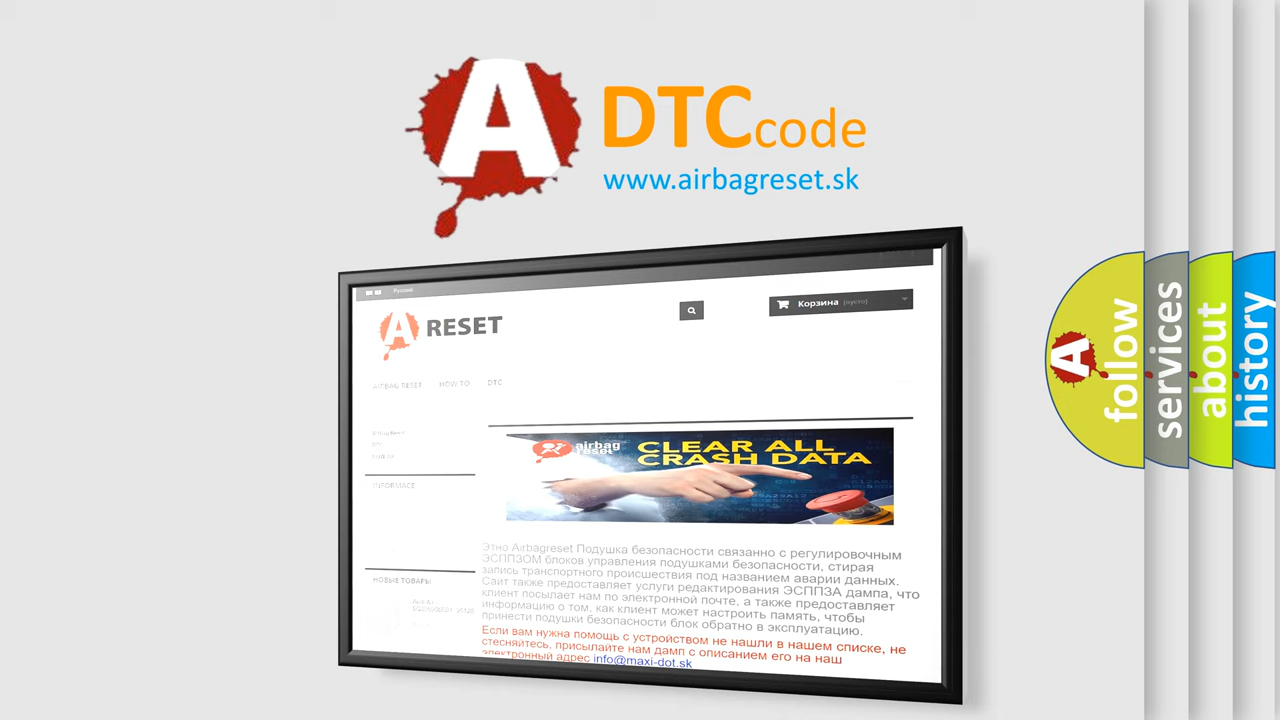 A
DTCcode
www.airbagreset.sk
Русский
A RESET
Корзина (пусто)
AIRBAG RESET HOW TO DTC
Airbag Reset
DTC
INFORMACE
НОВЫЕ ТОВАРЫ
airbag
reset
CLEAR ALL
CRASH DATA
Этно Airbagreset Подушка безопасности связанно с регулировочным
ЭСППЗОМ блоков управления подушками безопасности, стирая
запись транспортного происшествия под названием аварии данных.
Сайт также предоставляет услуги редактирования ЭСППЗА дампа, что
клиент посылает нам по электронной почте, а также предоставляет
информацию о том, как клиент может настроить память, чтобы
принести подушки безопасности блок обратно в эксплуатацию.
Если вам нужна помощь с устройством не нашли в нашем списке, не
стесняйтесь, присылайте нам дамп с описанием его на наш
электронный адрес info@maxi-dot.sk
A
follow
services
about
history